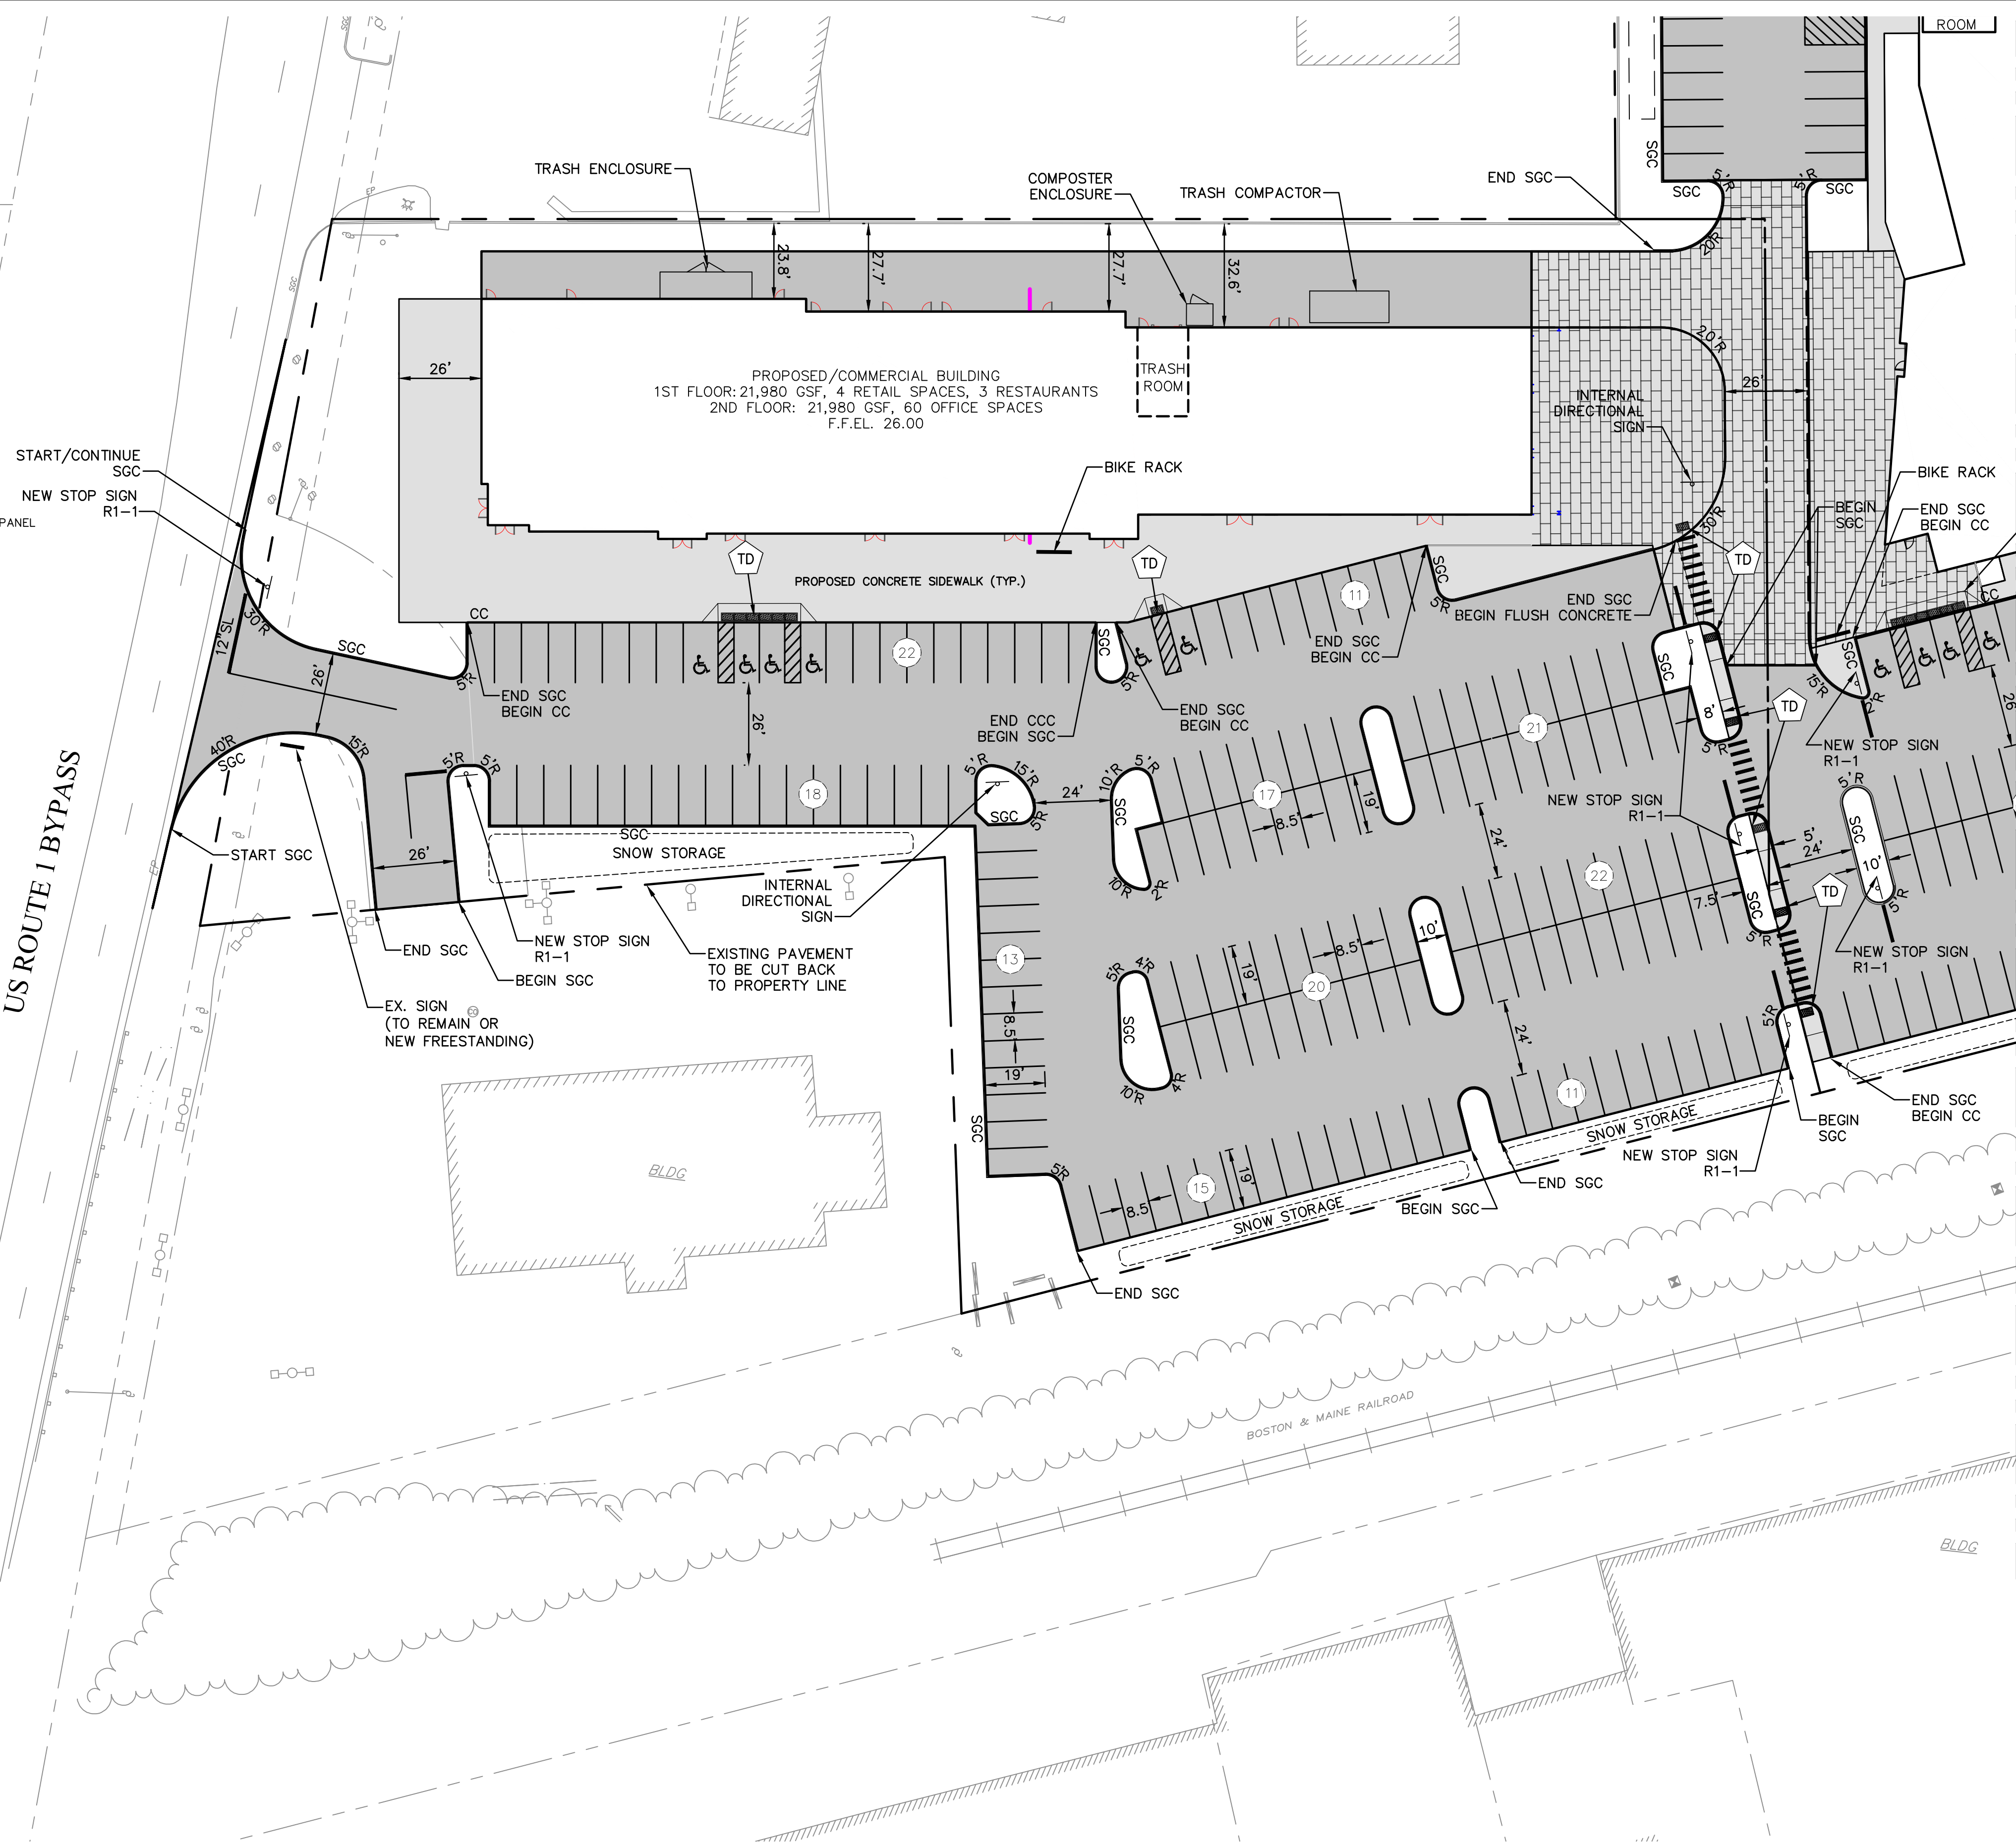 SGC
ROOM
EP
TRASH ENCLOSURE
COMPOSTER
ENCLOSURE
TRASH COMPACTOR
END SGC
SGC
SGC
5'R
5'R
SGC
20'R
SGC
23.8'
27.7'
27.7'
32.6'
26'
PROPOSED/COMMERCIAL BUILDING
1ST FLOOR: 21,980 GSF, 4 RETAIL SPACES, 3 RESTAURANTS
2ND FLOOR: 21,980 GSF, 60 OFFICE SPACES
F.F.EL. 26.00
TRASH
ROOM
20'R
26'
INTERNAL
DIRECTIONAL
SIGN
START/CONTINUE
SGC
NEW STOP SIGN
R1-1
PANEL
BIKE RACK
BIKE RACK
BEGIN
SGC
END SGC
BEGIN CC
30'R
TD
TD
TD
PROPOSED CONCRETE SIDEWALK (TYP.)
SGC
5'R
11
END SGC
BEGIN FLUSH CONCRETE
CC
CC
12"SL
30'R
SGC
26'
5'R
END SGC
BEGIN CC
22
SGC
5'R
END SGC
BEGIN CC
SGC
SGC
15'R
2'R
26'
END CCC
BEGIN SGC
END SGC
BEGIN CC
21
8'
5'R
TD
NEW STOP SIGN
R1-1
26'
40'R
SGC
15'R
5'R
5'R
18
5'R
15'R
SGC
5'R
24'
10'R
5'R
SGC
17
8.5'
19'
NEW STOP SIGN
R1-1
5'R
5'
24'
SGC
10'
5'R
US ROUTE 1 BYPASS
EP
START SGC
26'
SGC
SNOW STORAGE
INTERNAL
DIRECTIONAL
SIGN
10'R
2'R
24'
22
7.5'
SGC
5'R
TD
END SGC
NEW STOP SIGN
R1-1
BEGIN SGC
EXISTING PAVEMENT
TO BE CUT BACK
TO PROPERTY LINE
13
8.5'
19'
SGC
5'R
4'R
SGC
10'R
4'R
19'
8.5'
20
10'
24'
NEW STOP SIGN
R1-1
5'R
EX. SIGN
(TO REMAIN OR
NEW FREESTANDING)
11
SNOW STORAGE
BEGIN
SGC
END SGC
BEGIN CC
NEW STOP SIGN
R1-1
BLDG
5'R
8.5'
15
19'
SNOW STORAGE
BEGIN SGC
END SGC
END SGC
BOSTON & MAINE RAILROAD
BLDG